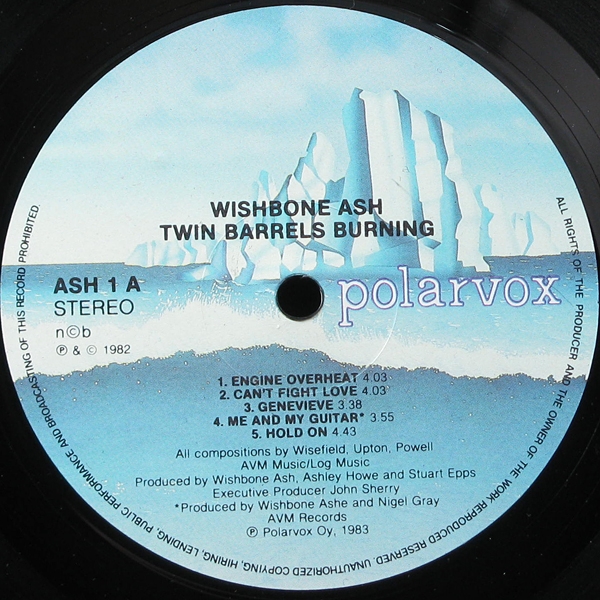 WISHBONE ASH
TWIN BARRELS BURNING
ASH 1 A
STEREO
n©b
℗ & © 1982
polarvox
1. ENGINE OVERHEAT 4.03
2. CAN'T FIGHT LOVE 4.03
3. GENEVIEVE 3.38
4. ME AND MY GUITAR* 3.55
5. HOLD ON 4.43
All compositions by Wisefield, Upton, Powell
AVM Music/Log Music
Produced by Wishbone Ash, Ashley Howe and Stuart Epps
Executive Producer John Sherry
*Produced by Wishbone Ashe and Nigel Gray
AVM Records
℗ Polarvox Oy, 1983
ALL RIGHTS OF THE PRODUCER AND THE OWNER OF THE WORK REPRODUCED RESERVED. UNAUTHORIZED COPYING, HIRING, LENDING, PUBLIC PERFORMANCE AND BROADCASTING OF THIS RECORD PROHIBITED.